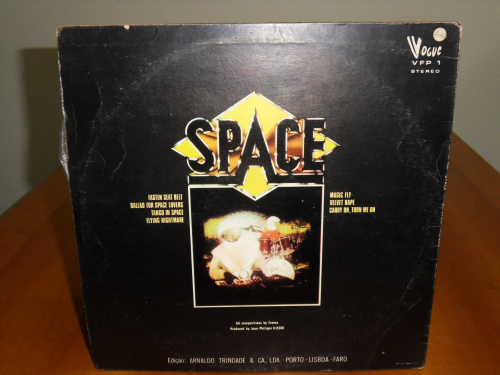 Vogue
VFP 1
STEREO
SPACE
FASTEN SEAT BELT
BALLAD FOR SPACE LOVERS
TANGO IN SPACE
FLYING NIGHTMARE
MAGIC FLY
VELVET RAPE
CARRY ON, TURN ME ON
All compositions by Ecama
Produced by Jean-Philippe ILIESCO
Edição: ARNALDO TRINDADE & CA, LDA - PORTO - LISBOA - FARO